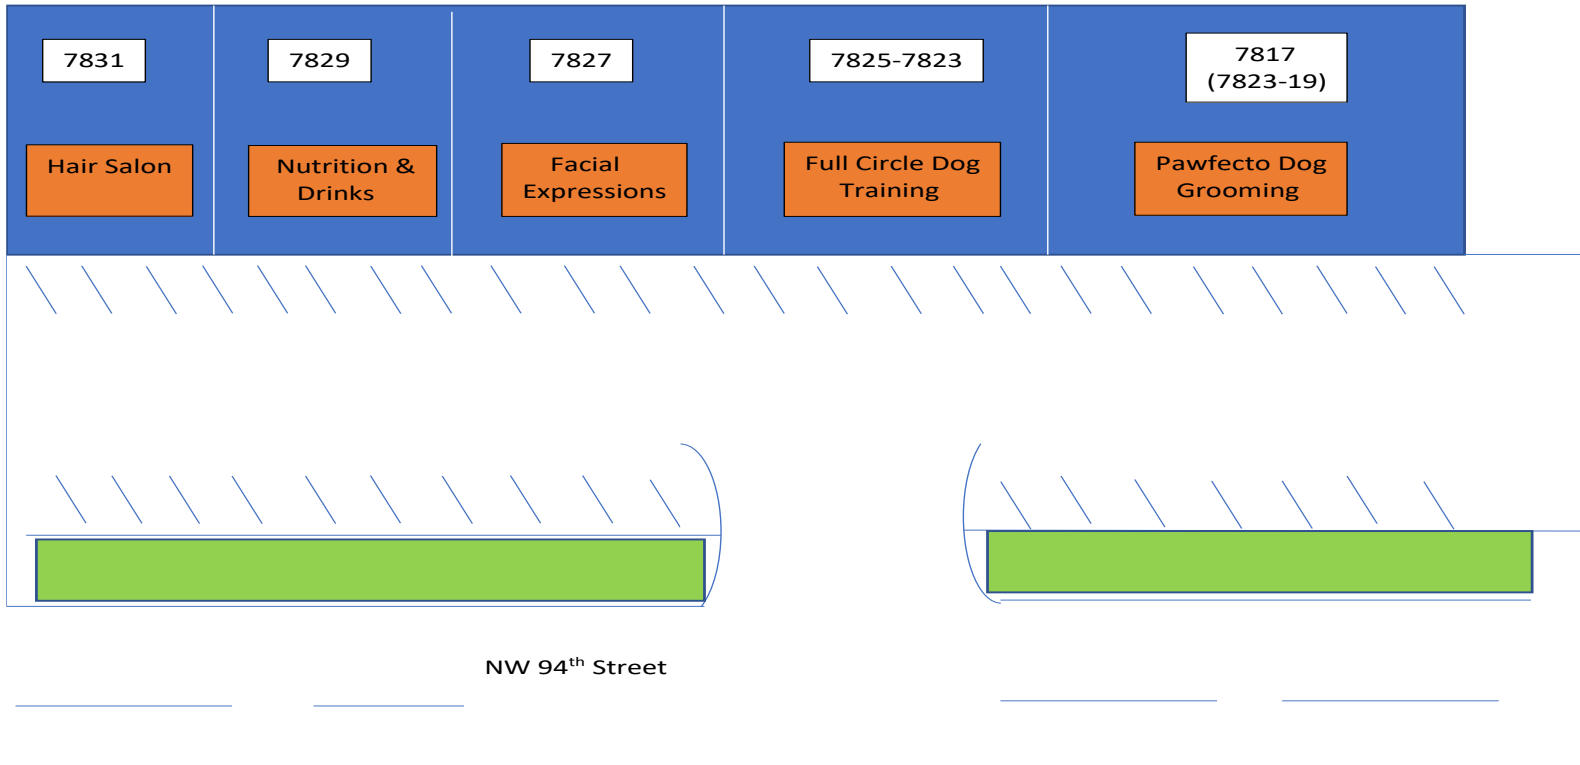 7831
7829
7827
7825-7823
7817
(7823-19)
Hair Salon
Nutrition &
Drinks
Facial
Expressions
Full Circle Dog
Training
Pawfecto Dog
Grooming
NW 94th Street